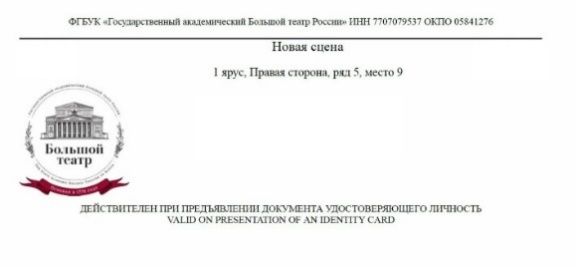 ФГБУК «Государственный академический Большой театр России» ИНН 7707079537 ОКПО 05841276
Новая сцена
1 ярус, Правая сторона, ряд 5, место 9
Большой
театр
ДЕЙСТВИТЕЛЕН ПРИ ПРЕДЪЯВЛЕНИИ ДОКУМЕНТА УДОСТОВЕРЯЮЩЕГО ЛИЧНОСТЬ
VALID ON PRESENTATION OF AN IDENTITY CARD